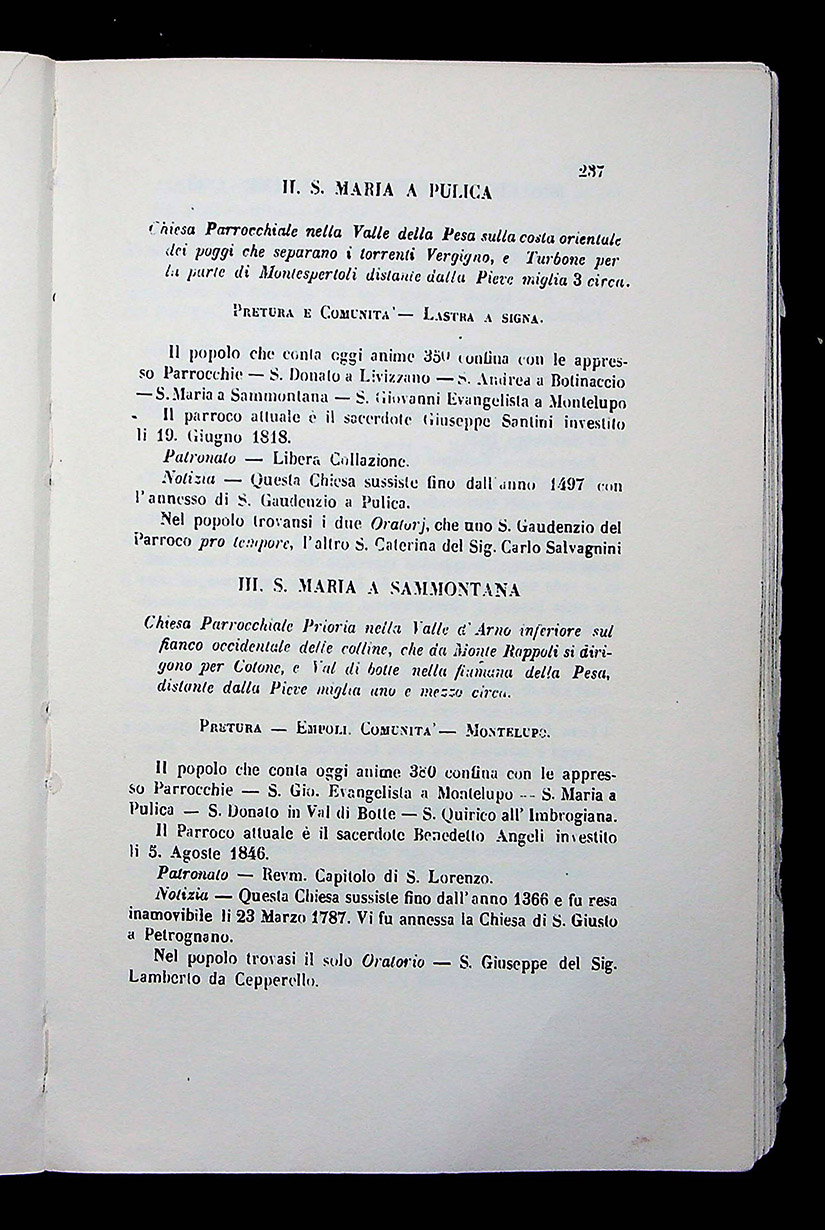 287
II. S. MARIA A PULICA
Chiesa Parrocchiale nella Valle della Pesa sulla costa orientale
dei poggi che separano i torrenti Vergigno, e Turbone per
la parte di Montespertoli distante dalla Pieve miglia 3 circa.
PRETURA E COMUNITA'— LASTRA A SIGNA.
Il popolo che conta oggi anime 350 confina con le appres-
so Parrocchie — S. Donato a Livizzano — S. Andrea a Botinaccio
— S. Maria a Sammontana — S. Giovanni Evangelista a Montelupo
Il parroco attuale è il sacerdote Giuseppe Santini investito
li 19. Giugno 1818.
Patronato — Libera Collazione.
Notizia — Questa Chiesa sussiste fino dall'anno 1497 con
l'annesso di S. Gaudenzio a Pulica.
Nel popolo trovansi i due Oratorj, che uno S. Gaudenzio del
Parroco pro tempore, l'altro S. Caterina del Sig. Carlo Salvagnini
III. S. MARIA A SAMMONTANA
Chiesa Parrocchiale Prioria nella Valle d'Arno inferiore sul
fianco occidentale delle colline, che da Monte Rappoli si diri-
gono per Cotone, e Val di botte nella fiumana della Pesa,
distante dalla Pieve miglia uno e mezzo circa.
PRETURA — EMPOLI. COMUNITA'— MONTELUPO.
Il popolo che conta oggi anime 380 confina con le appres-
so Parrocchie — S. Gio. Evangelista a Montelupo -- S. Maria a
Pulica — S. Donato in Val di Botte — S. Quirico all'Imbrogiana.
Il Parroco attuale è il sacerdote Benedetto Angeli investito
li 5. Agosto 1846.
Patronato — Revm. Capitolo di S. Lorenzo.
Notizia — Questa Chiesa sussiste fino dall'anno 1366 e fu resa
inamovibile li 23 Marzo 1787. Vi fu annessa la Chiesa di S. Giusto
a Petrognano.
Nel popolo trovasi il solo Oratorio — S. Giuseppe del Sig.
Lamberto da Cepperello.